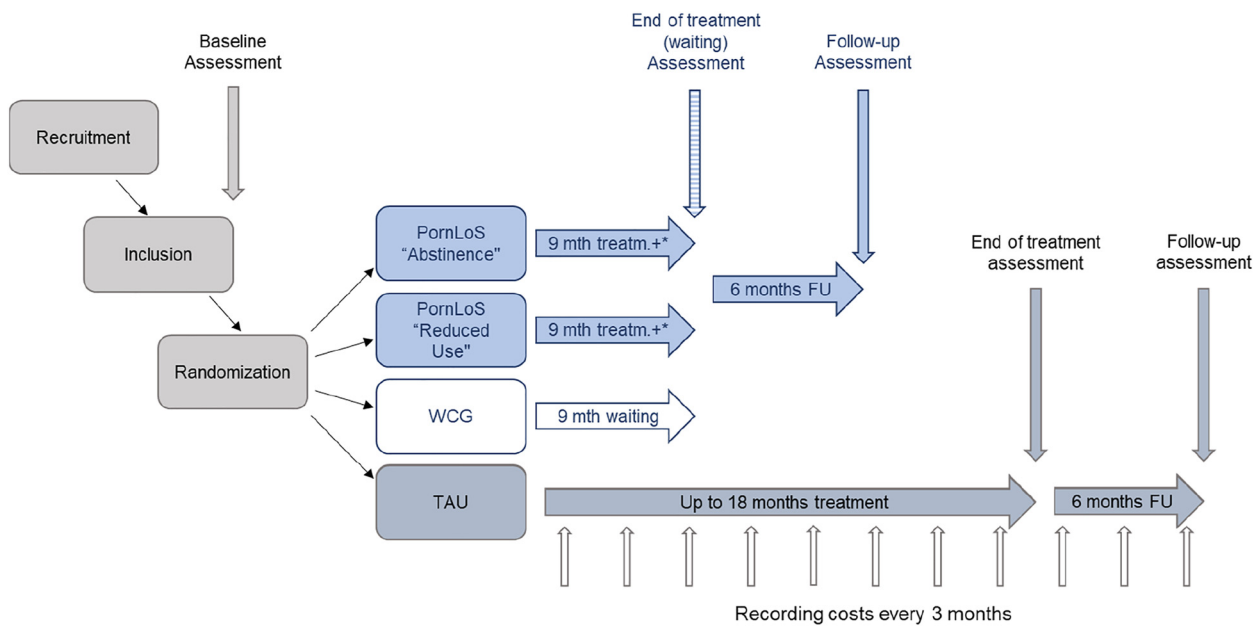 Baseline
Assessment
End of treatment
(waiting)
Assessment
Follow-up
Assessment
Recruitment
Inclusion
Randomization
PornLoS
“Abstinence"
9 mth treatm.+*
6 months FU
PornLoS
“Reduced
Use"
9 mth treatm.+*
WCG
9 mth waiting
End of treatment
assessment
Follow-up
assessment
TAU
Up to 18 months treatment
6 months FU
Recording costs every 3 months